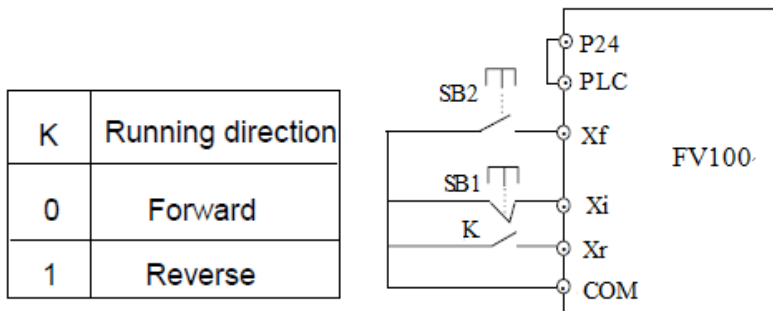 K Running direction
0 Forward
1 Reverse
P24
PLC
SB2
Xf
FV100
SB1
Xi
K
Xr
COM